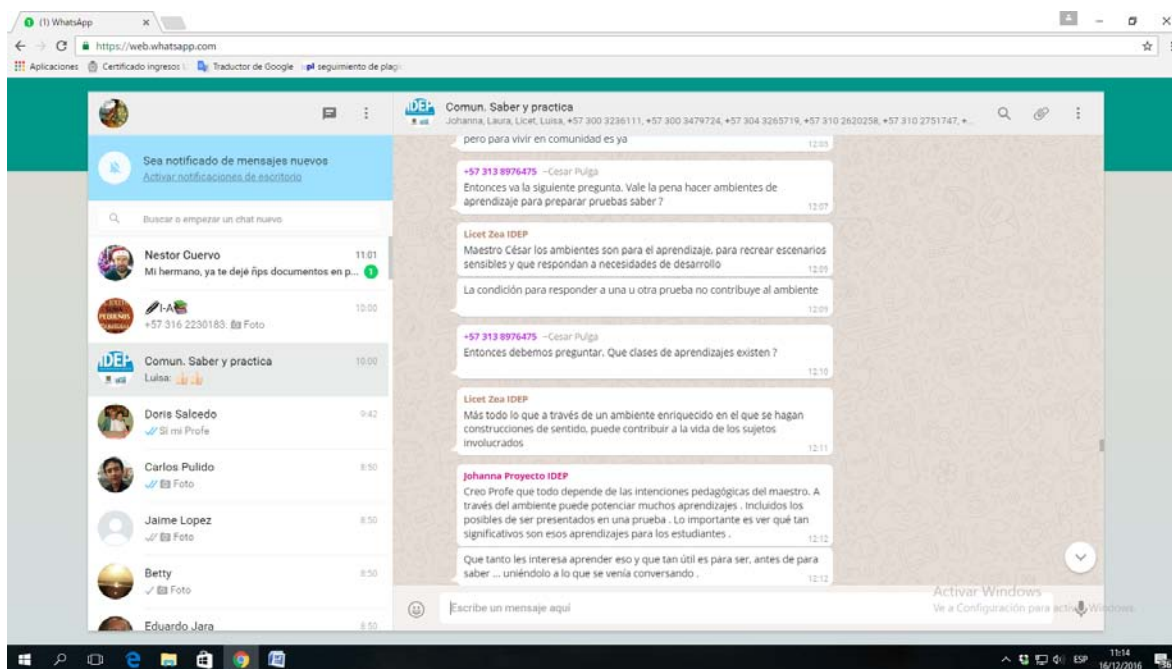 (1) WhatsApp
https://web.whatsapp.com
Aplicaciones
Certificado ingresos
Traductor de Google
seguimiento de plag
Sea notificado de mensajes nuevos
Activar notificaciones de escritorio
Buscar o empezar un chat nuevo
Nestor Cuervo 11:01
Mi hermano, ya te dejé ñps documentos en p... 1
I-A 10:00
+57 316 2230183: Foto
Comun. Saber y practica 10:00
Luisa:
Doris Salcedo 9:42
Si mi Profe
Carlos Pulido 8:50
Foto
Jaime Lopez 8:50
Foto
Betty 8:50
Foto
Eduardo Jara 8:50
IDEP
Comun. Saber y practica
Johanna, Laura, Licet, Luisa, +57 300 3236111, +57 300 3479724, +57 304 3265719, +57 310 2620258, +57 310 2751747, +...
pero para vivir en comunidad es ya
12:05
+57 313 8976475 ~Cesar Pulga
Entonces va la siguiente pregunta. Vale la pena hacer ambientes de
aprendizaje para preparar pruebas saber ?
12:07
Licet Zea IDEP
Maestro César los ambientes son para el aprendizaje, para recrear escenarios
sensibles y que respondan a necesidades de desarrollo
12:09
La condición para responder a una u otra prueba no contribuye al ambiente
12:09
+57 313 8976475 ~Cesar Pulga
Entonces debemos preguntar. Que clases de aprendizajes existen ?
12:10
Licet Zea IDEP
Más todo lo que a través de un ambiente enriquecido en el que se hagan
construcciones de sentido, puede contribuir a la vida de los sujetos
involucrados
12:11
Johanna Proyecto IDEP
Creo Profe que todo depende de las intenciones pedagógicas del maestro. A
través del ambiente puede potenciar muchos aprendizajes . Incluidos los
posibles de ser presentados en una prueba . Lo importante es ver qué tan
significativos son esos aprendizajes para los estudiantes .
12:12
Que tanto les interesa aprender eso y que tan útil es para ser, antes de para
saber ... uniéndolo a lo que se venía conversando .
12:12
Escribe un mensaje aquí
Activar Windows
Ve a Configuración para activar Windows.
ESP
11:14
16/12/2016